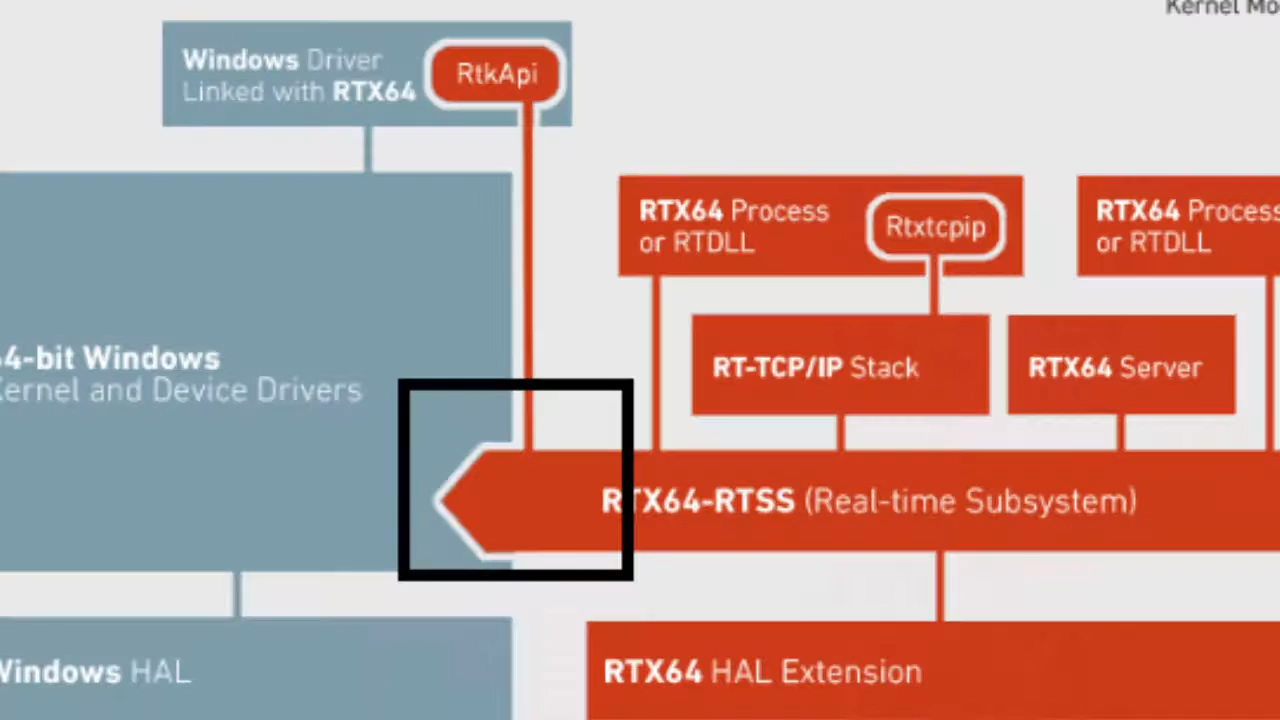 Kernel Mo
Windows Driver
Linked with RTX64
RtkApi
RTX64 Process
or RTDLL
Rtxtcpip
RTX64 Process
or RTDLL
4-bit Windows
Kernel and Device Drivers
RT-TCP/IP Stack
RTX64 Server
RTX64-RTSS (Real-time Subsystem)
Windows HAL
RTX64 HAL Extension